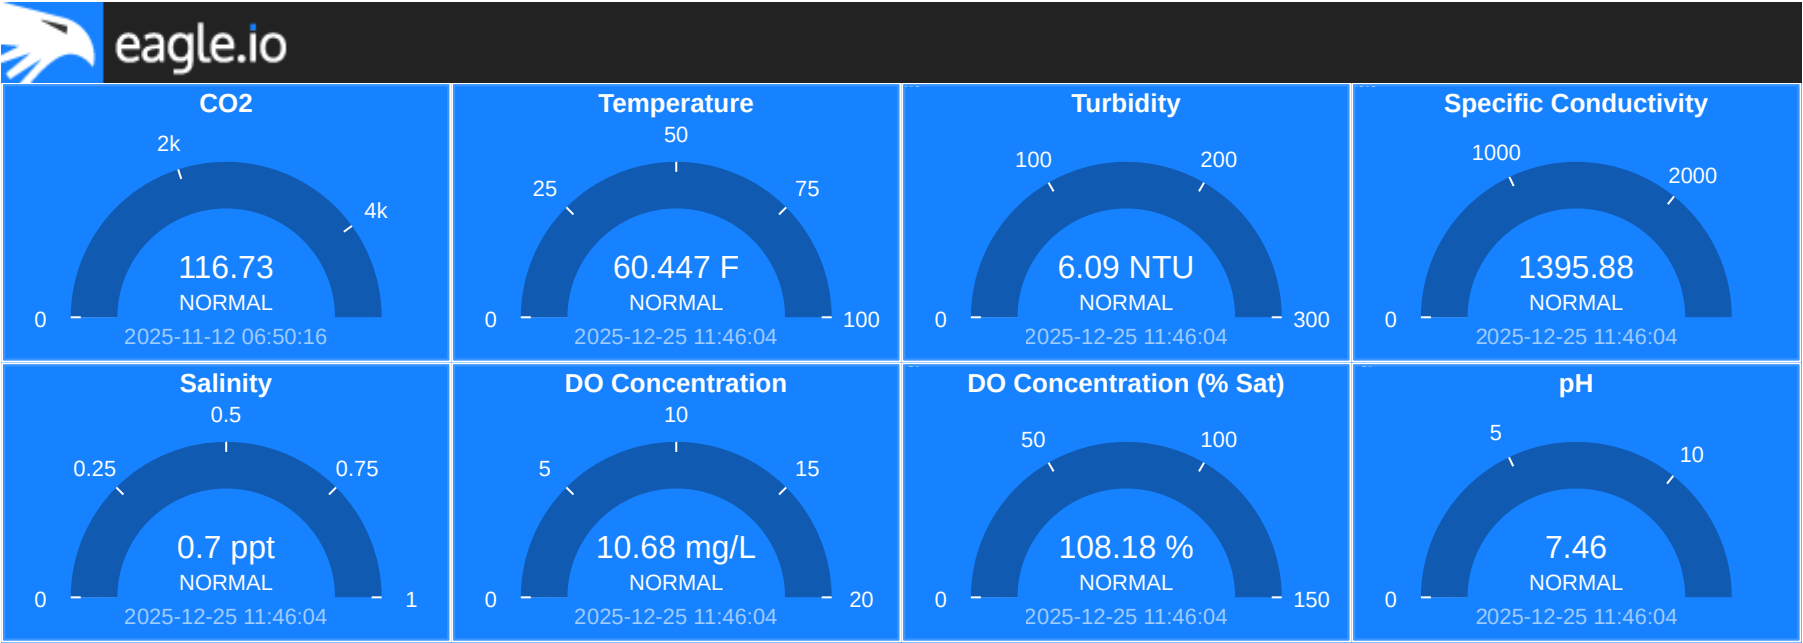 eagle.io
CO2
2k
4k
116.73
NORMAL
0
2025-11-12 06:50:16
Temperature
50
25
75
60.447 F
NORMAL
0
100
2025-12-25 11:46:04
Turbidity
100
200
6.09 NTU
NORMAL
0
300
2025-12-25 11:46:04
Specific Conductivity
1000
2000
1395.88
NORMAL
0
2025-12-25 11:46:04
Salinity
0.5
0.25
0.75
0.7 ppt
NORMAL
0
1
2025-12-25 11:46:04
DO Concentration
10
5
15
10.68 mg/L
NORMAL
0
20
2025-12-25 11:46:04
DO Concentration (% Sat)
50
100
108.18 %
NORMAL
0
150
2025-12-25 11:46:04
pH
5
10
7.46
NORMAL
0
2025-12-25 11:46:04